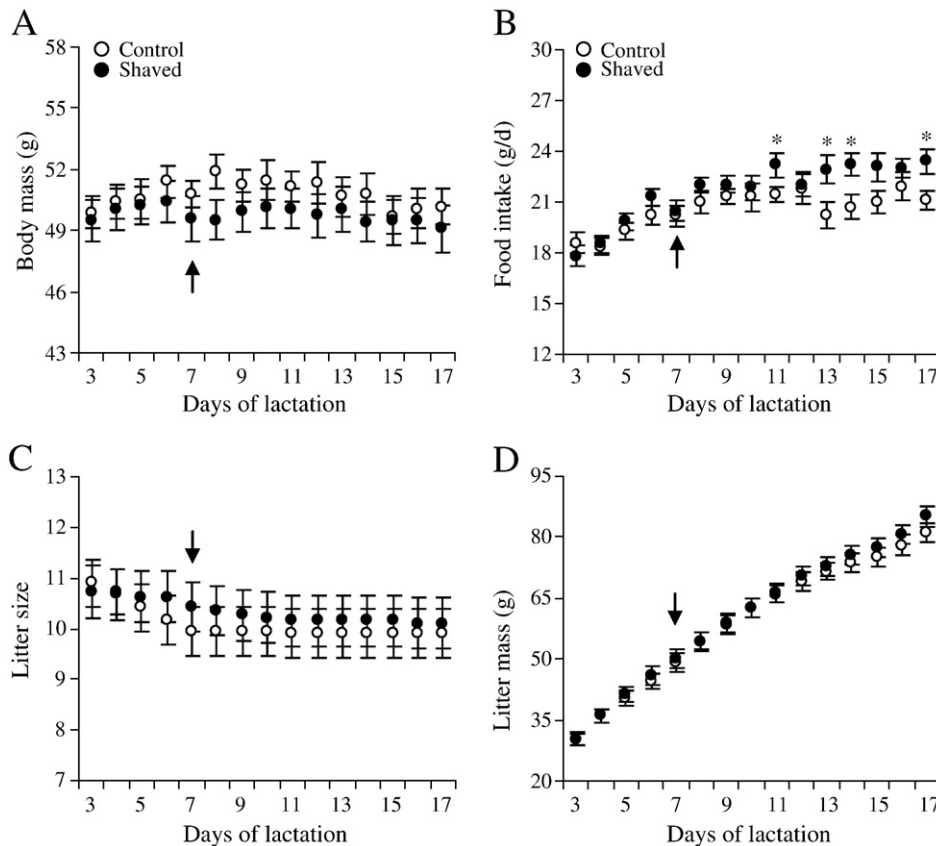 A
Control
Shaved
58
55
52
49
46
43
Body mass (g)
3 5 7 9 11 13 15 17
Days of lactation
B
Control
Shaved
30
27
24
21
18
15
12
Food intake (g/d)
* * * *
3 5 7 9 11 13 15 17
Days of lactation
C
13
12
11
10
9
8
7
Litter size
3 5 7 9 11 13 15 17
Days of lactation
D
95
80
65
50
35
20
Litter mass (g)
3 5 7 9 11 13 15 17
Days of lactation